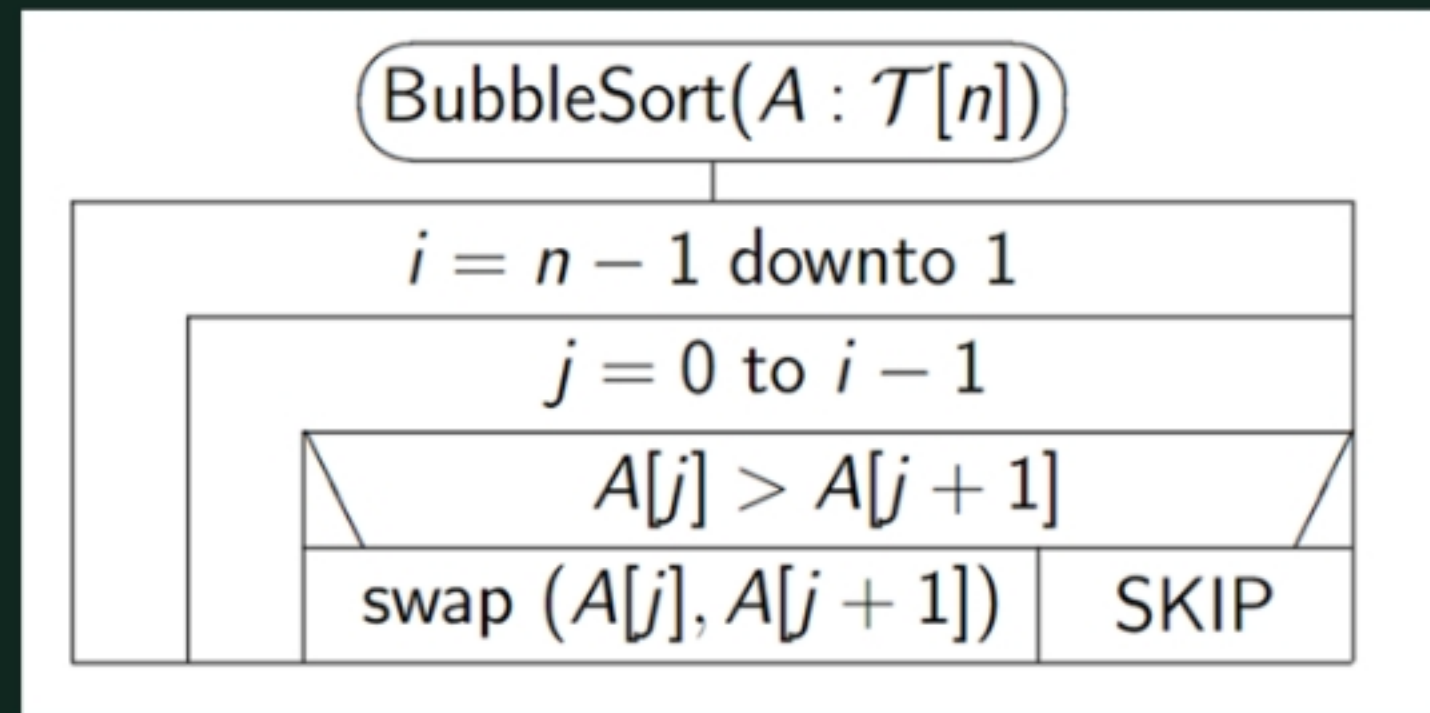 BubbleSort(A : 𝒯[n])
i = n − 1 downto 1
j = 0 to i − 1
A[j] > A[j + 1]
swap (A[j], A[j + 1]) SKIP